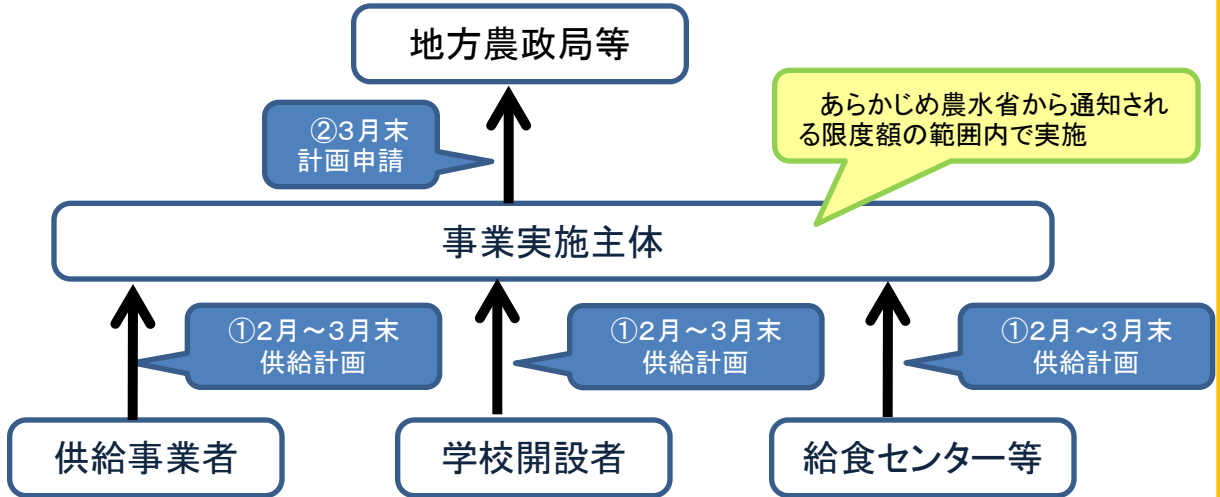 地方農政局等
②3月末
計画申請
あらかじめ農水省から通知され
る限度額の範囲内で実施
事業実施主体
①2月～3月末
供給計画
①2月～3月末
供給計画
①2月～3月末
供給計画
供給事業者
学校開設者
給食センター等